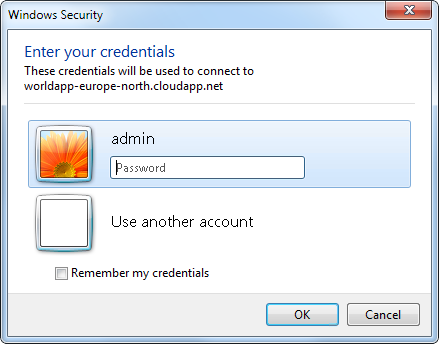 Windows Security
Enter your credentials
These credentials will be used to connect to
worldapp-europe-north.cloudapp.net
admin
Password
Use another account
Remember my credentials
OK
Cancel